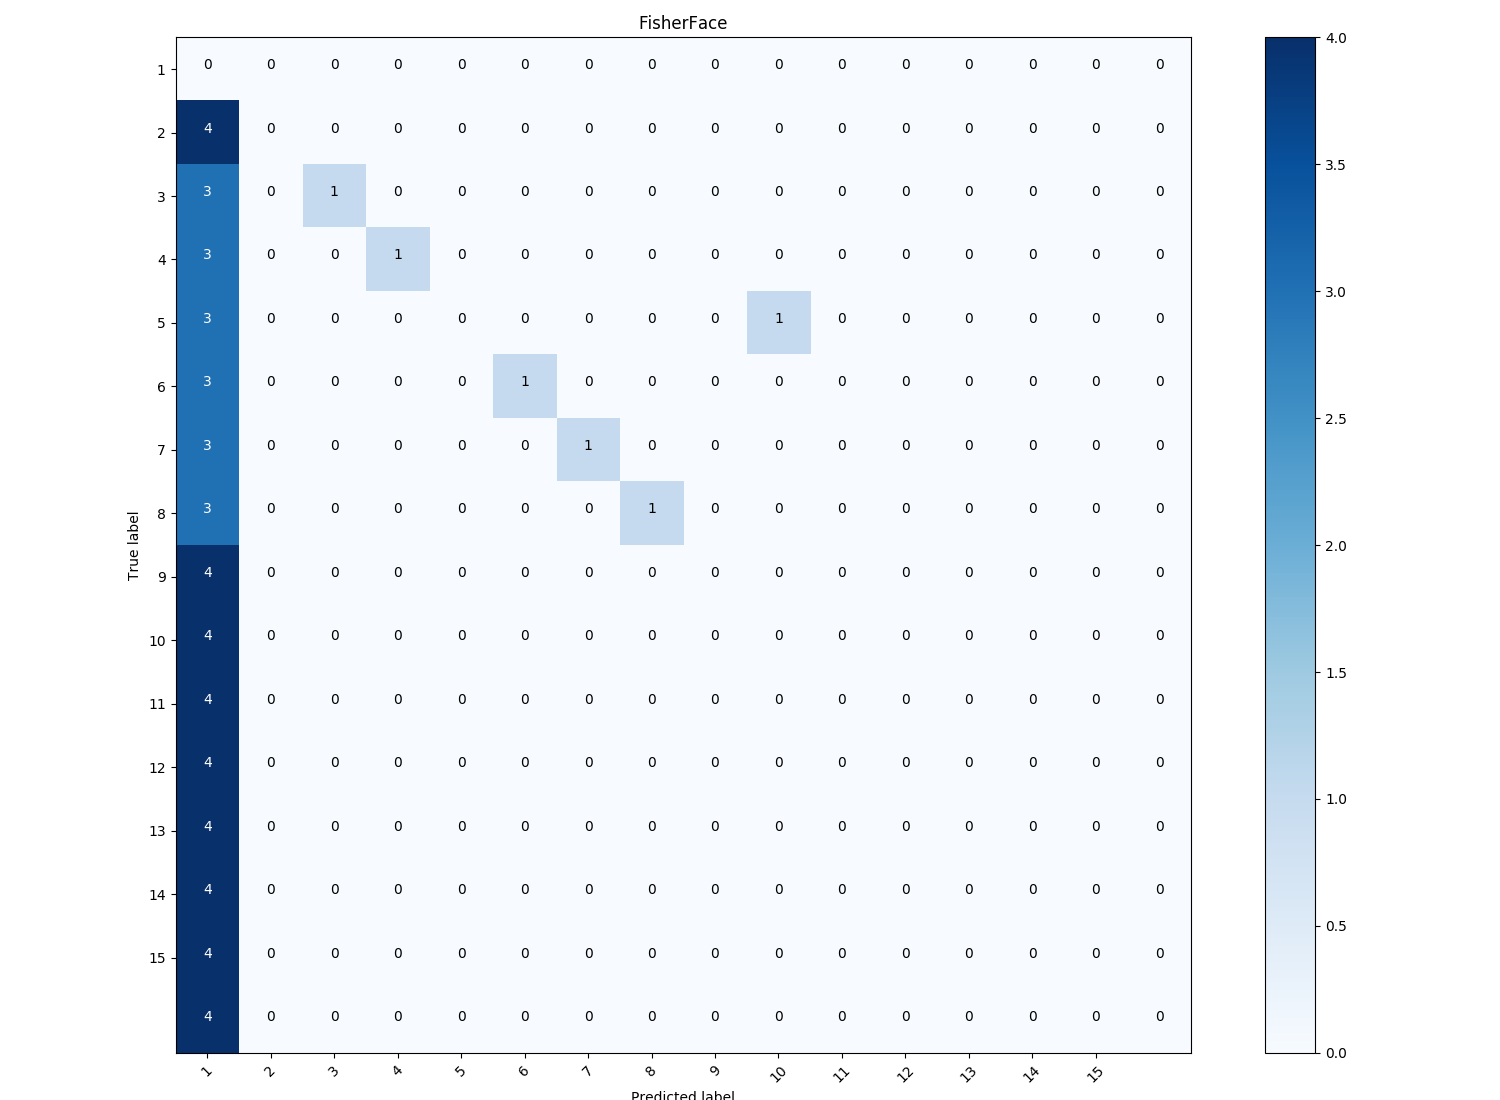 FisherFace
1 0 0 0 0 0 0 0 0 0 0 0 0 0 0 0 0
2 4 0 0 0 0 0 0 0 0 0 0 0 0 0 0 0
3 3 0 1 0 0 0 0 0 0 0 0 0 0 0 0 0
4 3 0 0 1 0 0 0 0 0 0 0 0 0 0 0 0
5 3 0 0 0 0 0 0 0 0 1 0 0 0 0 0 0
6 3 0 0 0 0 1 0 0 0 0 0 0 0 0 0 0
7 3 0 0 0 0 0 1 0 0 0 0 0 0 0 0 0
8 3 0 0 0 0 0 0 1 0 0 0 0 0 0 0 0
9 4 0 0 0 0 0 0 0 0 0 0 0 0 0 0 0
10 4 0 0 0 0 0 0 0 0 0 0 0 0 0 0 0
11 4 0 0 0 0 0 0 0 0 0 0 0 0 0 0 0
12 4 0 0 0 0 0 0 0 0 0 0 0 0 0 0 0
13 4 0 0 0 0 0 0 0 0 0 0 0 0 0 0 0
14 4 0 0 0 0 0 0 0 0 0 0 0 0 0 0 0
15 4 0 0 0 0 0 0 0 0 0 0 0 0 0 0 0
4 0 0 0 0 0 0 0 0 0 0 0 0 0 0 0
1 2 3 4 5 6 7 8 9 10 11 12 13 14 15
True label
Predicted label
4.0
3.5
3.0
2.5
2.0
1.5
1.0
0.5
0.0